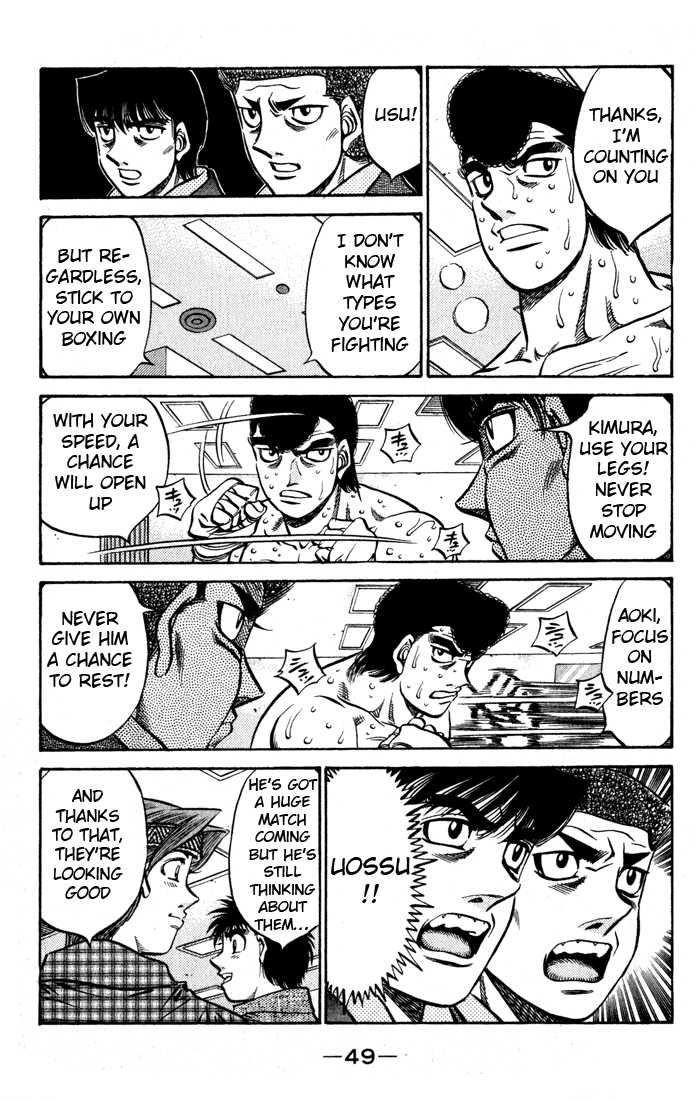 THANKS,
I'M
COUNTING
ON YOU
USU!
I DON'T
KNOW
WHAT
TYPES
YOU'RE
FIGHTING
BUT RE-
GARDLESS,
STICK TO
YOUR OWN
BOXING
KIMURA,
USE YOUR
LEGS!
NEVER
STOP
MOVING
WITH YOUR
SPEED, A
CHANCE
WILL OPEN
UP
AOKI,
FOCUS
ON
NUM-
BERS
NEVER
GIVE HIM
A CHANCE
TO REST!
UOSSU
!!
HE'S GOT
A HUGE
MATCH
COMING
BUT HE'S
STILL
THINKING
ABOUT
THEM...
AND
THANKS
TO THAT,
THEY'RE
LOOKING
GOOD
—49—